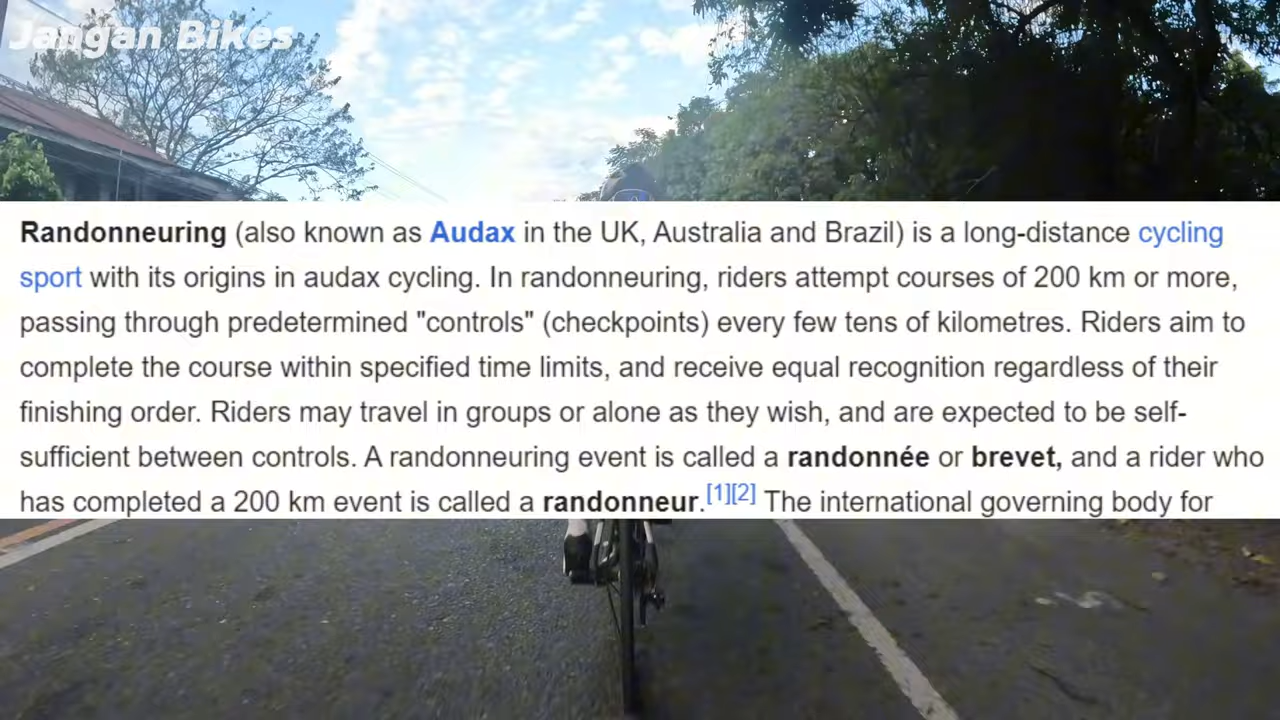 Jangan Bikes
Randonneuring (also known as Audax in the UK, Australia and Brazil) is a long-distance cycling
sport with its origins in audax cycling. In randonneuring, riders attempt courses of 200 km or more,
passing through predetermined "controls" (checkpoints) every few tens of kilometres. Riders aim to
complete the course within specified time limits, and receive equal recognition regardless of their
finishing order. Riders may travel in groups or alone as they wish, and are expected to be self-
sufficient between controls. A randonneuring event is called a randonnée or brevet, and a rider who
has completed a 200 km event is called a randonneur.[1][2] The international governing body for